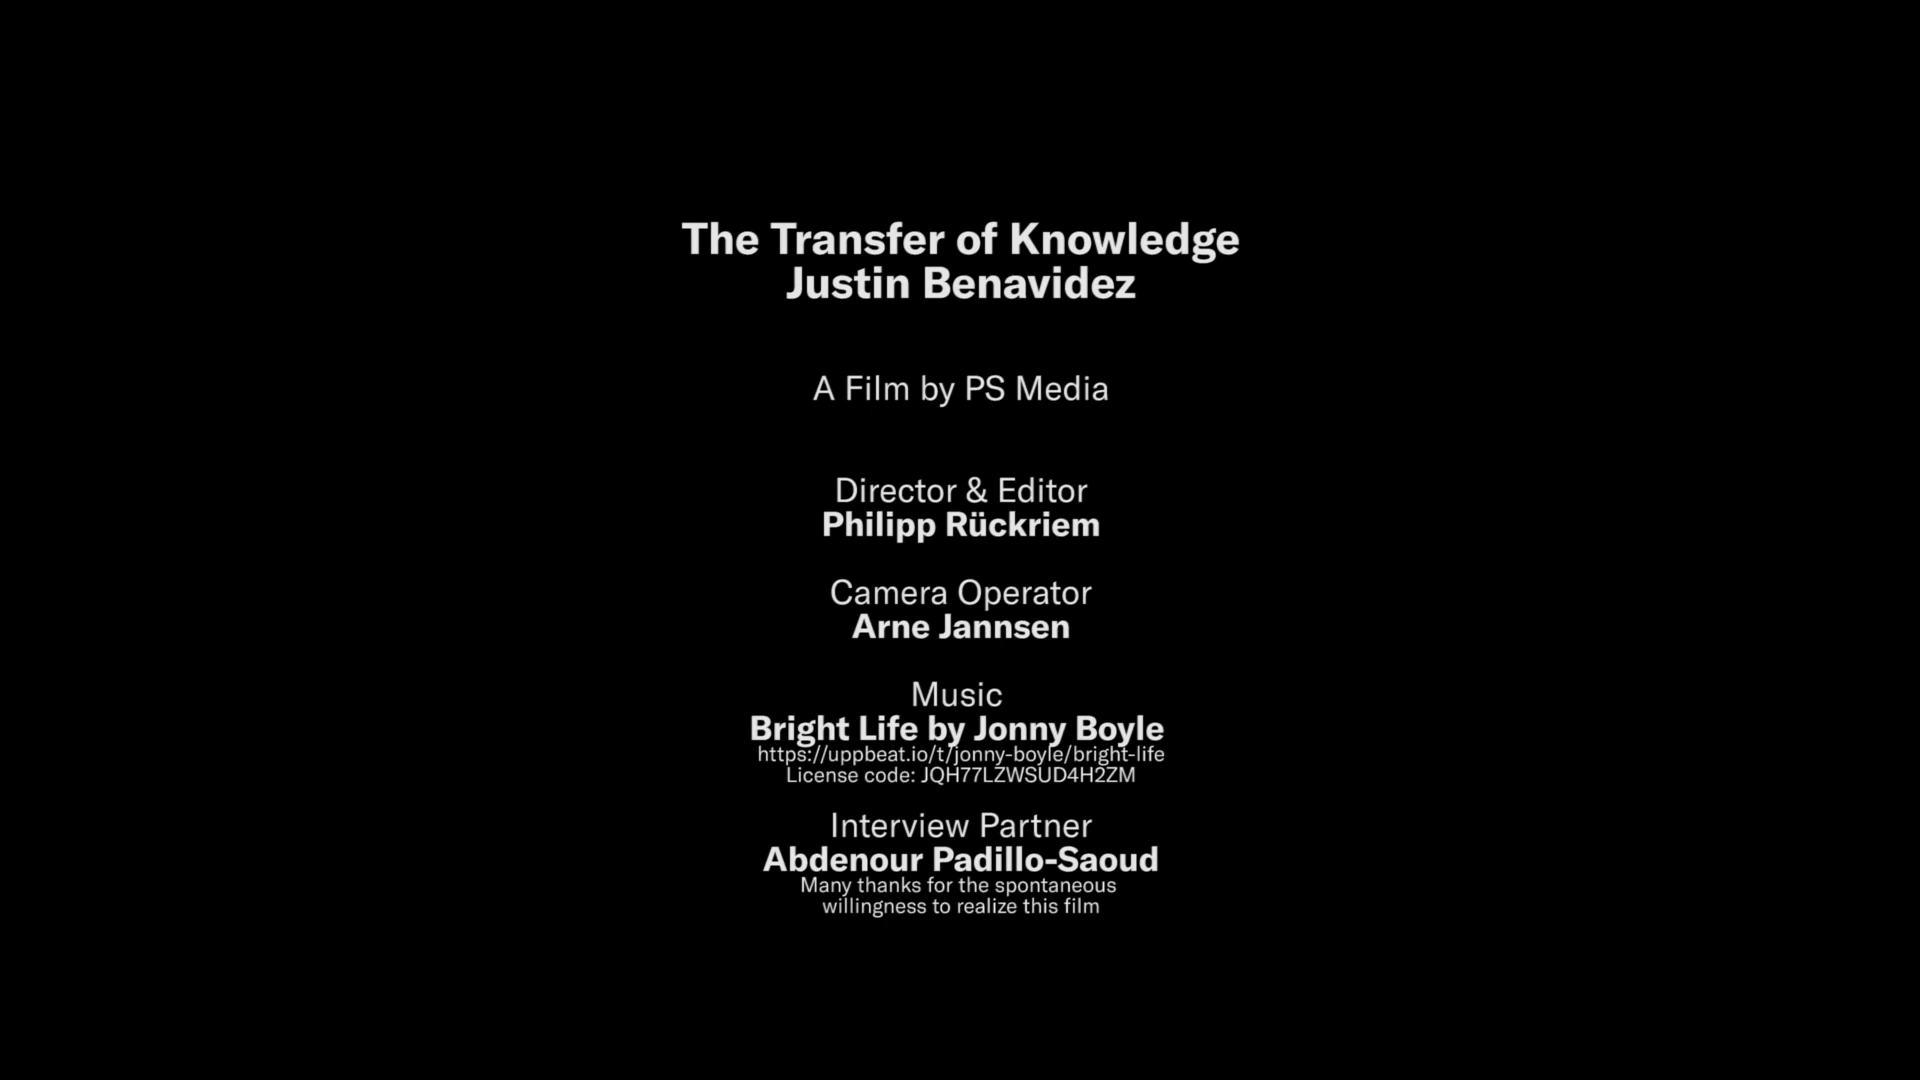 The Transfer of Knowledge
Justin Benavidez
A Film by PS Media
Director & Editor
Philipp Rückriem
Camera Operator
Arne Jannsen
Music
Bright Life by Jonny Boyle
https://uppbeat.io/t/jonny-boyle/bright-life
License code: JQH77LZWSUD4H2ZM
Interview Partner
Abdenour Padillo-Saoud
Many thanks for the spontaneous
willingness to realize this film